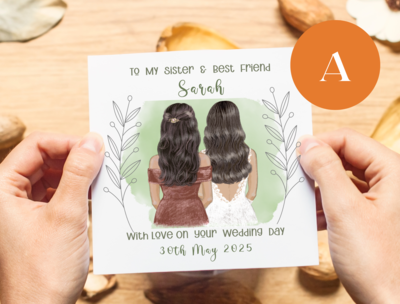 To My Sister & Best Friend
Sarah
A
With Love on your Wedding Day
30th May 2025